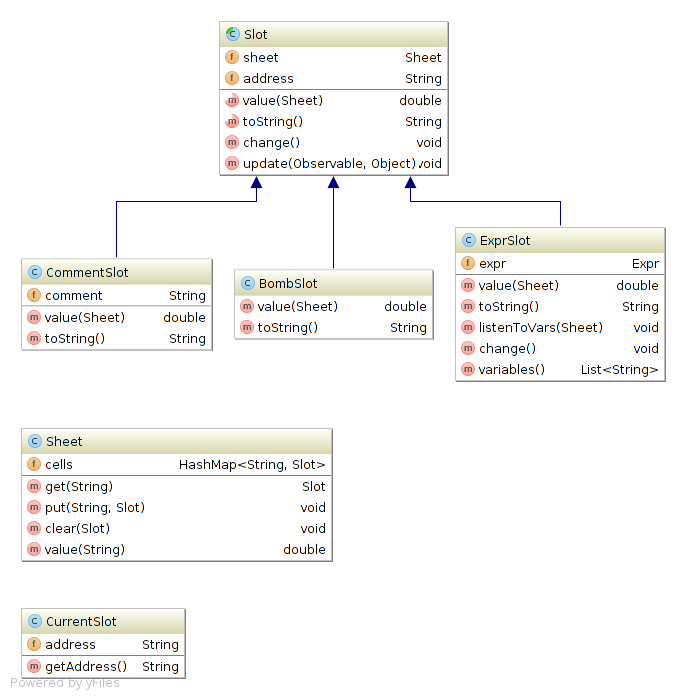 Slot
sheet Sheet
address String
value(Sheet) double
toString() String
change() void
update(Observable, Object) void
CommentSlot
comment String
value(Sheet) double
toString() String
BombSlot
value(Sheet) double
toString() String
ExprSlot
expr Expr
value(Sheet) double
toString() String
listenToVars(Sheet) void
change() void
variables() List<String>
Sheet
cells HashMap<String, Slot>
get(String) Slot
put(String, Slot) void
clear(Slot) void
value(String) double
CurrentSlot
address String
getAddress() String
Powered by yFiles